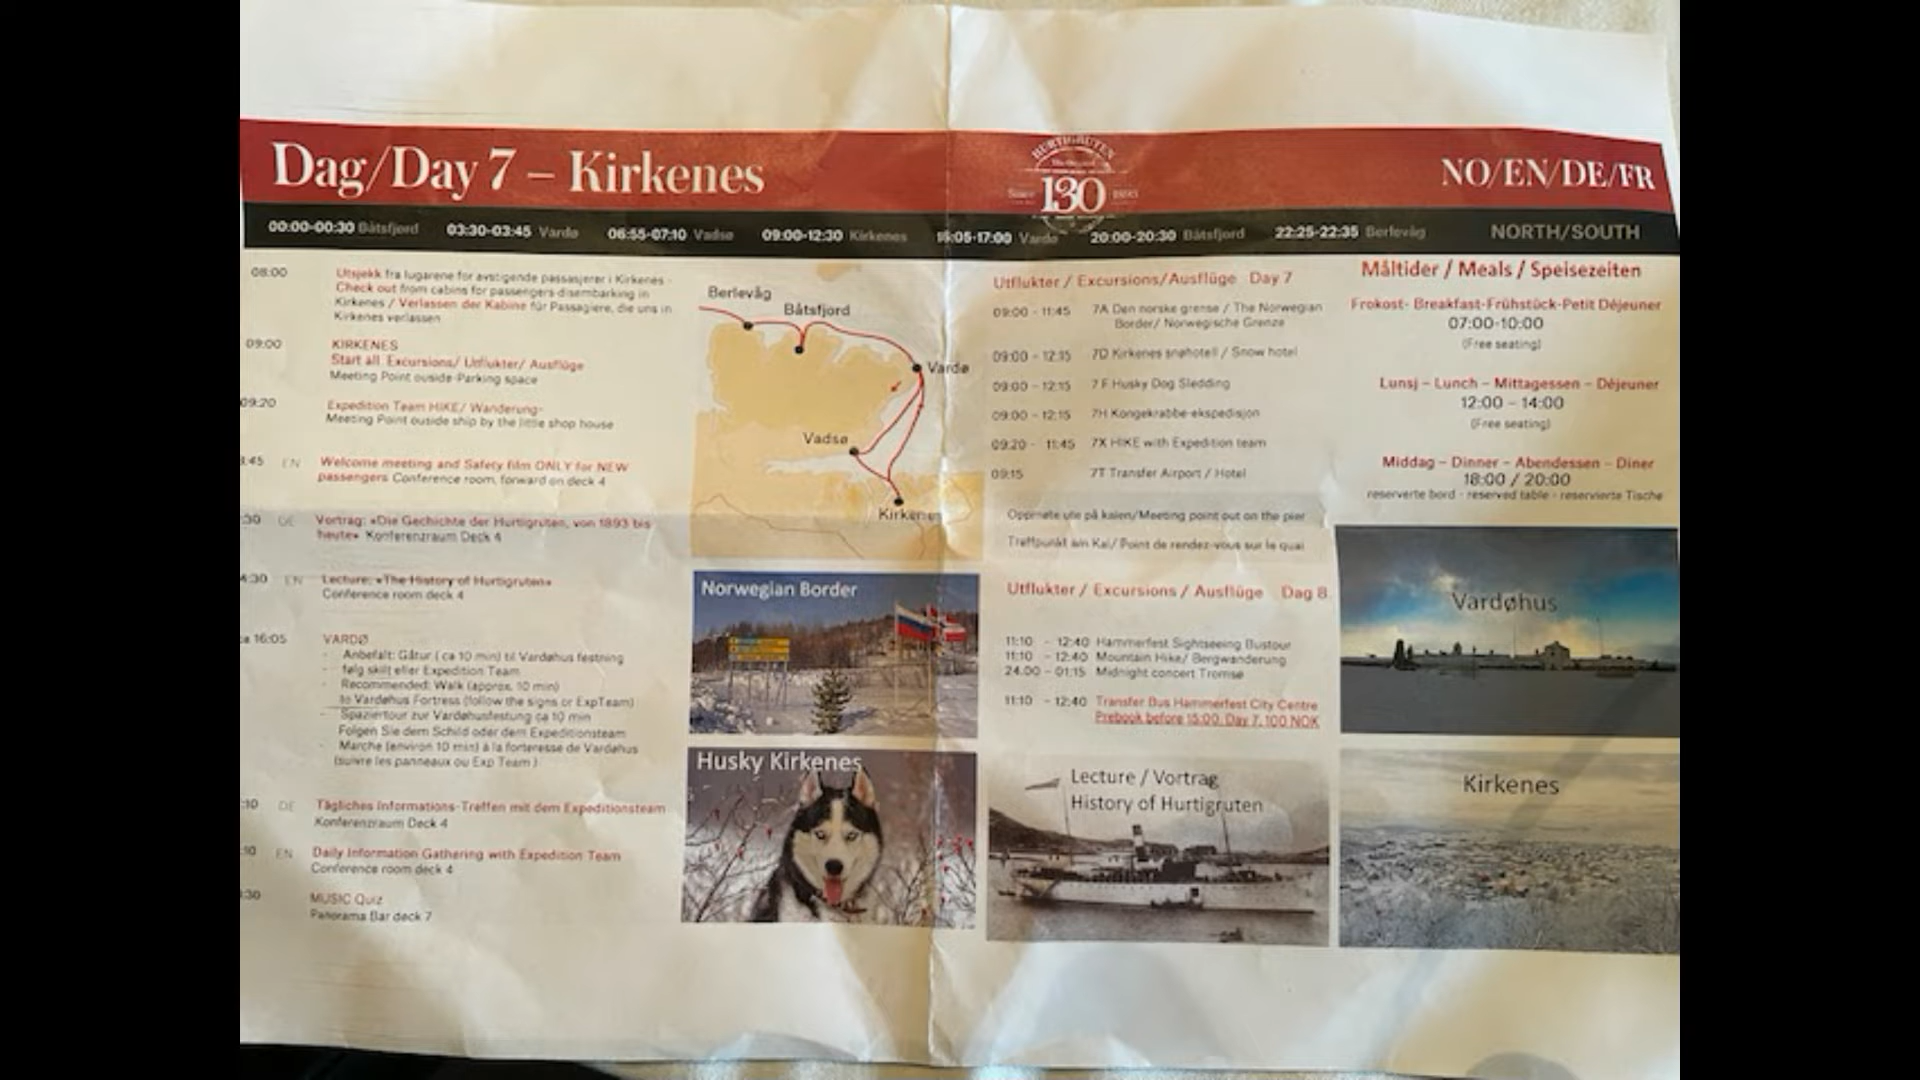 Dag/Day 7 – Kirkenes
HURTIGRUTEN
The Original
Since 130 1893
NO/EN/DE/FR
00:00-00:30 Båtsfjord 03:30-03:45 Vardø 06:55-07:10 Vadsø 09:00-12:30 Kirkenes 16:05-17:00 Vardø 20:00-20:30 Båtsfjord 22:25-22:35 Berlevåg NORTH/SOUTH
08:00 Utsjekk fra lugarene for avstigende passasjerer i Kirkenes -
Check out from cabins for passengers disembarking in
Kirkenes / Verlassen der Kabine für Passagiere, die uns in
Kirkenes verlassen
09:00 KIRKENES
Start all Excursions/ Utflukter/ Ausflüge
Meeting Point ouside-Parking space
09:20 Expedition Team HIKE/ Wanderung-
Meeting Point ouside ship by the little shop house
:45 EN Welcome meeting and Safety film ONLY for NEW
passengers Conference room, forward on deck 4
:30 DE Vortrag: «Die Gechichte der Hurtigruten, von 1893 bis
heute» Konferenzraum Deck 4
4:30 EN Lecture: «The History of Hurtigruten»
Conference room deck 4
ca 16:05 VARDØ
- Anbefalt: Gåtur ( ca 10 min) til Vardøhus festning
- følg skilt eller Expedition Team
- Recommended: Walk (approx. 10 min)
to Vardøhus Fortress (follow the signs or ExpTeam)
- Spaziertour zur Vardøhusfestung ca 10 min
Folgen Sie dem Schild oder dem Expeditionsteam
- Marche (environ 10 min) à la forteresse de Vardøhus
(suivre les panneaux ou Exp Team )
:10 DE Tägliches Informations-Treffen mit dem Expeditionsteam
Konferenzraum Deck 4
:10 EN Daily Information Gathering with Expedition Team
Conference room deck 4
:30 MUSIC Quiz
Panorama Bar deck 7
Berlevåg
Båtsfjord
Vardø
Vadsø
Kirkenes
Norwegian Border
Husky Kirkenes
Utflukter / Excursions/Ausflüge Day 7
09:00 - 11:45 7A Den norske grense / The Norwegian
Border/ Norwegische Grenze
09:00 - 12:15 7D Kirkenes snøhotell / Snow hotel
09:00 - 12:15 7 F Husky Dog Sledding
09:00 - 12:15 7H Kongekrabbe-ekspedisjon
09:20 - 11:45 7X HIKE with Expedition team
09:15 7T Transfer Airport / Hotel
Oppmøte ute på kaien/Meeting point out on the pier
Treffpunkt am Kai/ Point de rendez-vous sur le quai
Utflukter / Excursions / Ausflüge Dag 8
11:10 - 12:40 Hammerfest Sightseeing Bustour
11:10 - 12:40 Mountain Hike/ Bergwanderung
24.00 - 01:15 Midnight concert Tromsø
11:10 - 12:40 Transfer Bus Hammerfest City Centre
Prebook before 15:00, Day 7, 100 NOK
Lecture / Vortrag
History of Hurtigruten
Måltider / Meals / Speisezeiten
Frokost- Breakfast-Frühstück-Petit Déjeuner
07:00-10:00
(Free seating)
Lunsj – Lunch – Mittagessen – Déjeuner
12:00 – 14:00
(Free seating)
Middag – Dinner – Abendessen – Diner
18:00 / 20:00
reserverte bord - reserved table - reservierte Tische
Vardøhus
Kirkenes